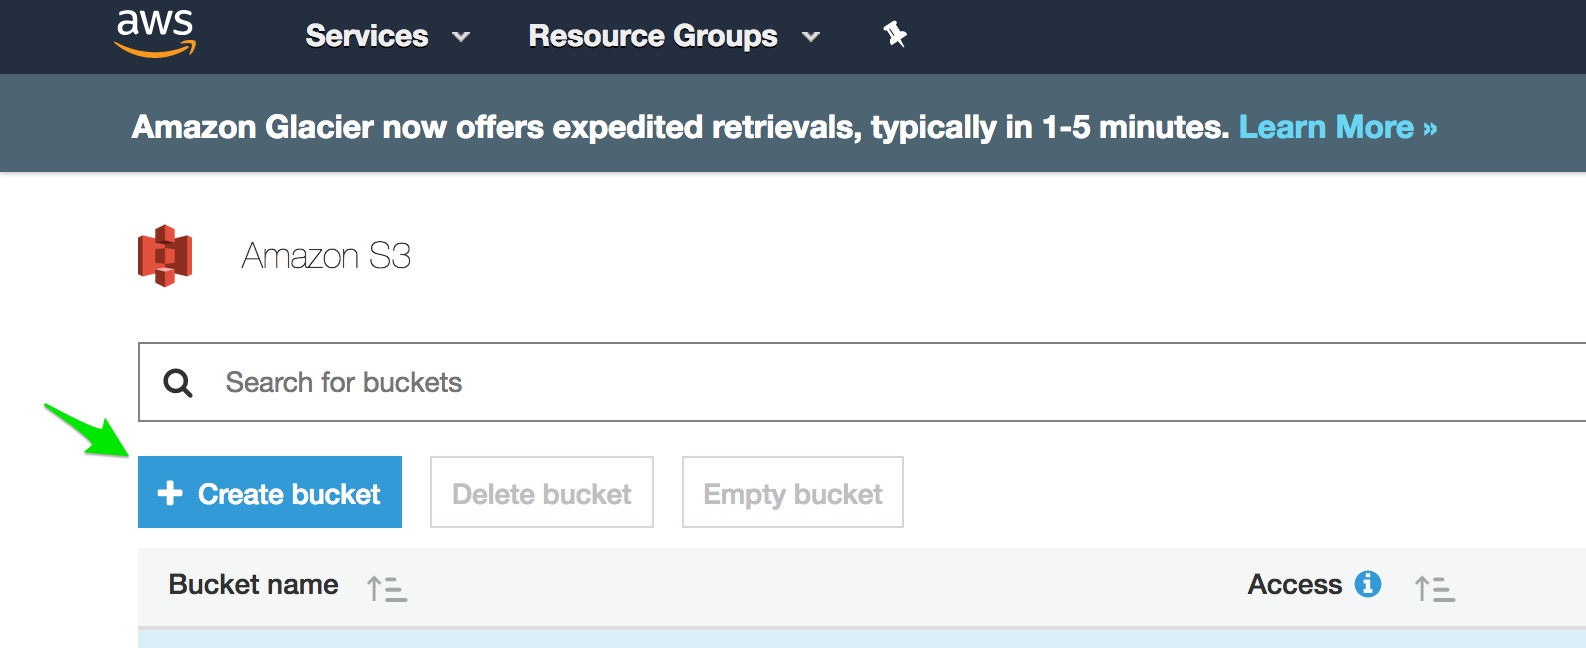 aws
Services Resource Groups
Amazon Glacier now offers expedited retrievals, typically in 1-5 minutes. Learn More »
Amazon S3
Search for buckets
+ Create bucket Delete bucket Empty bucket
Bucket name Access